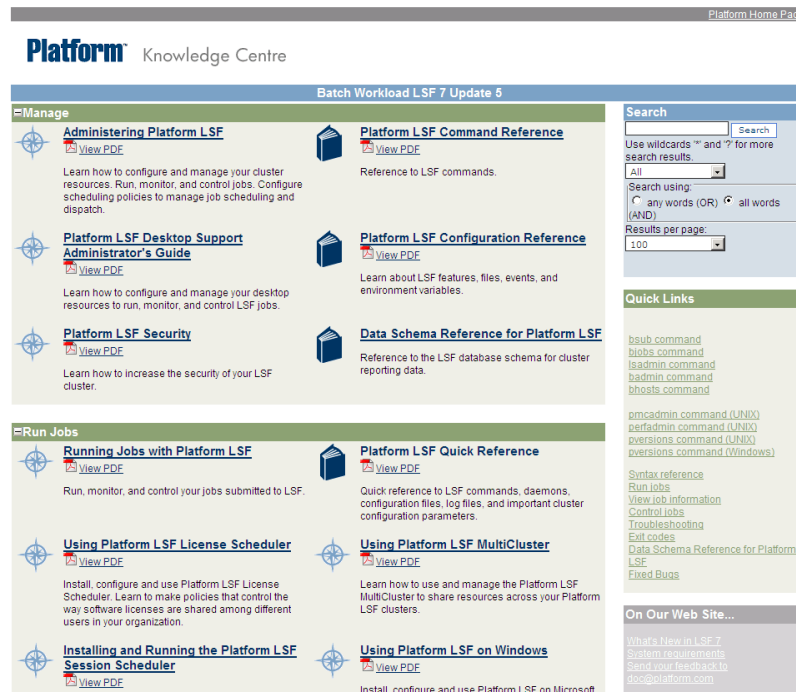 Platform Home Pag
Platform™ Knowledge Centre
Batch Workload LSF 7 Update 5
Manage
Administering Platform LSF
View PDF
Learn how to configure and manage your cluster
resources. Run, monitor, and control jobs. Configure
scheduling policies to manage job scheduling and
dispatch.
Platform LSF Command Reference
View PDF
Reference to LSF commands.
Platform LSF Desktop Support
Administrator's Guide
View PDF
Learn how to configure and manage your desktop
resources to run, monitor, and control LSF jobs.
Platform LSF Configuration Reference
View PDF
Learn about LSF features, files, events, and
environment variables.
Platform LSF Security
View PDF
Learn how to increase the security of your LSF
cluster.
Data Schema Reference for Platform LSF
Reference to the LSF database schema for cluster
reporting data.
Run Jobs
Running Jobs with Platform LSF
View PDF
Run, monitor, and control your jobs submitted to LSF.
Platform LSF Quick Reference
View PDF
Quick reference to LSF commands, daemons,
configuration files, log files, and important cluster
configuration parameters.
Using Platform LSF License Scheduler
View PDF
Install, configure and use Platform LSF License
Scheduler. Learn to make policies that control the
way software licenses are shared among different
users in your organization.
Using Platform LSF MultiCluster
View PDF
Learn how to use and manage the Platform LSF
MultiCluster to share resources across your Platform
LSF clusters.
Installing and Running the Platform LSF
Session Scheduler
View PDF
Using Platform LSF on Windows
View PDF
Install, configure and use Platform LSF on Microsoft
Search
Search
Use wildcards '*' and '?' for more
search results.
All
Search using:
any words (OR) all words
(AND)
Results per page:
100
Quick Links
bsub command
bjobs command
lsadmin command
badmin command
bhosts command
pmcadmin command (UNIX)
perfadmin command (UNIX)
pversions command (UNIX)
pversions command (Windows)
Syntax reference
Run jobs
View job information
Control jobs
Troubleshooting
Exit codes
Data Schema Reference for Platform
LSF
Fixed Bugs
On Our Web Site...
What's New in LSF 7
System requirements
Send your feedback to
doc@platform.com